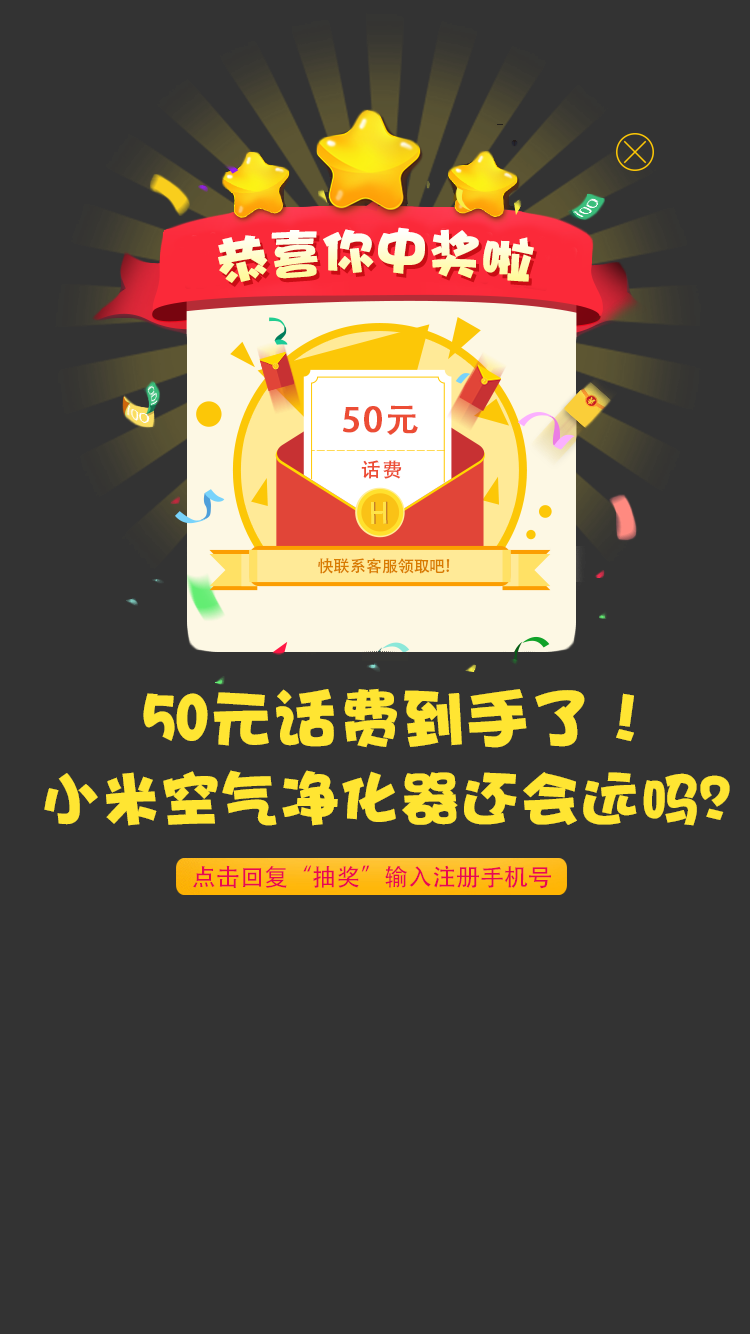 恭喜你中奖啦
100
50元
100
话费
H
快联系客服领取吧!
50元话费到手了！
小米空气净化器还会远吗?
点击回复“抽奖”输入注册手机号